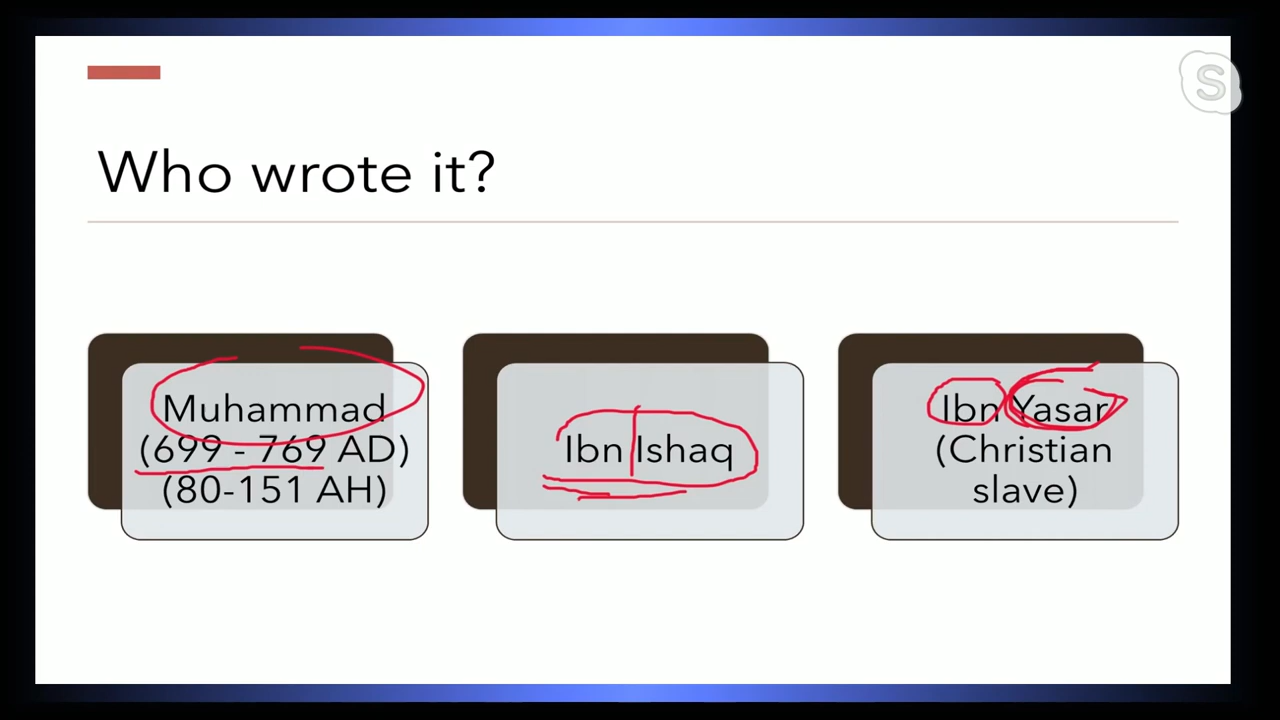 S
Who wrote it?
Muhammad
(699 - 769 AD)
(80-151 AH)
Ibn Ishaq
Ibn Yasar
(Christian
slave)